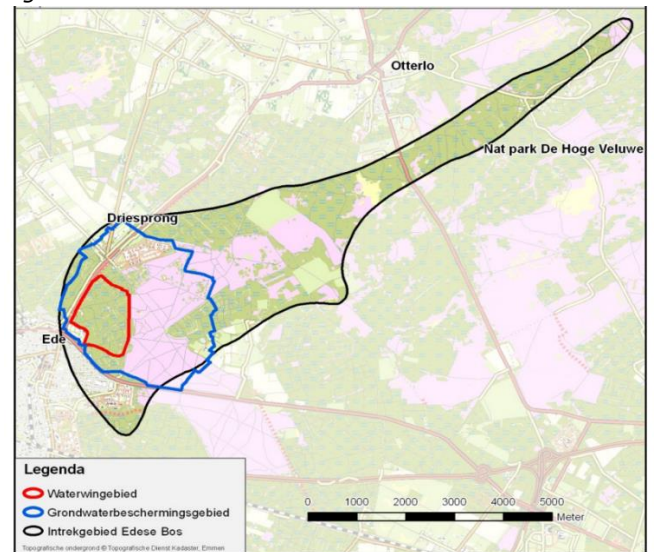 Otterlo
Nat park De Hoge Veluwe
Driesprong
Ede
Legenda
Waterwingebied
Grondwaterbeschermingsgebied
Intrekgebied Edese Bos
0 1000 2000 3000 4000 5000
Meter
Topografische ondergrond © Topografische Dienst Kadaster, Emmen